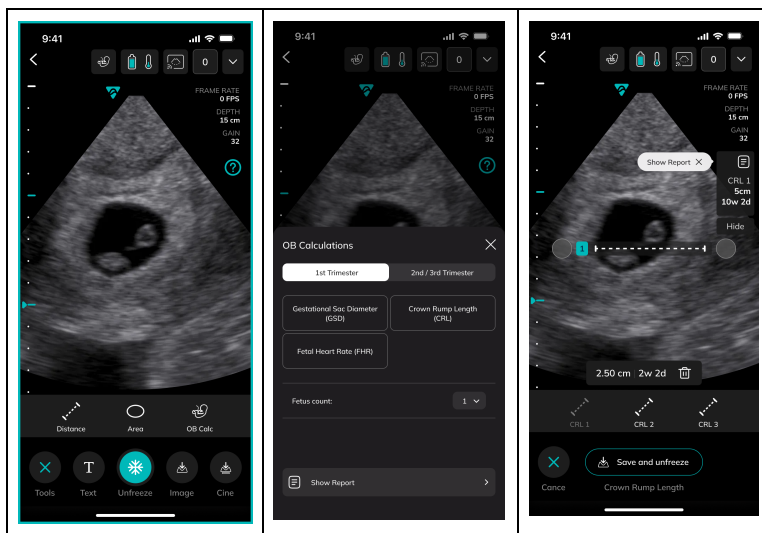 9:41
0
FRAME RATE
0 FPS
DEPTH
15 cm
GAIN
32
?
Distance
Area
OB Calc
Tools
T
Text
Unfreeze
Image
Cine
9:41
0
FRAME RATE
0 FPS
DEPTH
15 cm
GAIN
32
?
OB Calculations
1st Trimester
2nd / 3rd Trimester
Gestational Sac Diameter
(GSD)
Crown Rump Length
(CRL)
Fetal Heart Rate (FHR)
Fetus count:
1
Show Report
9:41
0
FRAME RATE
0 FPS
DEPTH
15 cm
GAIN
32
Show Report
CRL 1
5cm
10w 2d
Hide
1
2.50 cm | 2w 2d
CRL 1
CRL 2
CRL 3
Save and unfreeze
Cance
Crown Rump Length